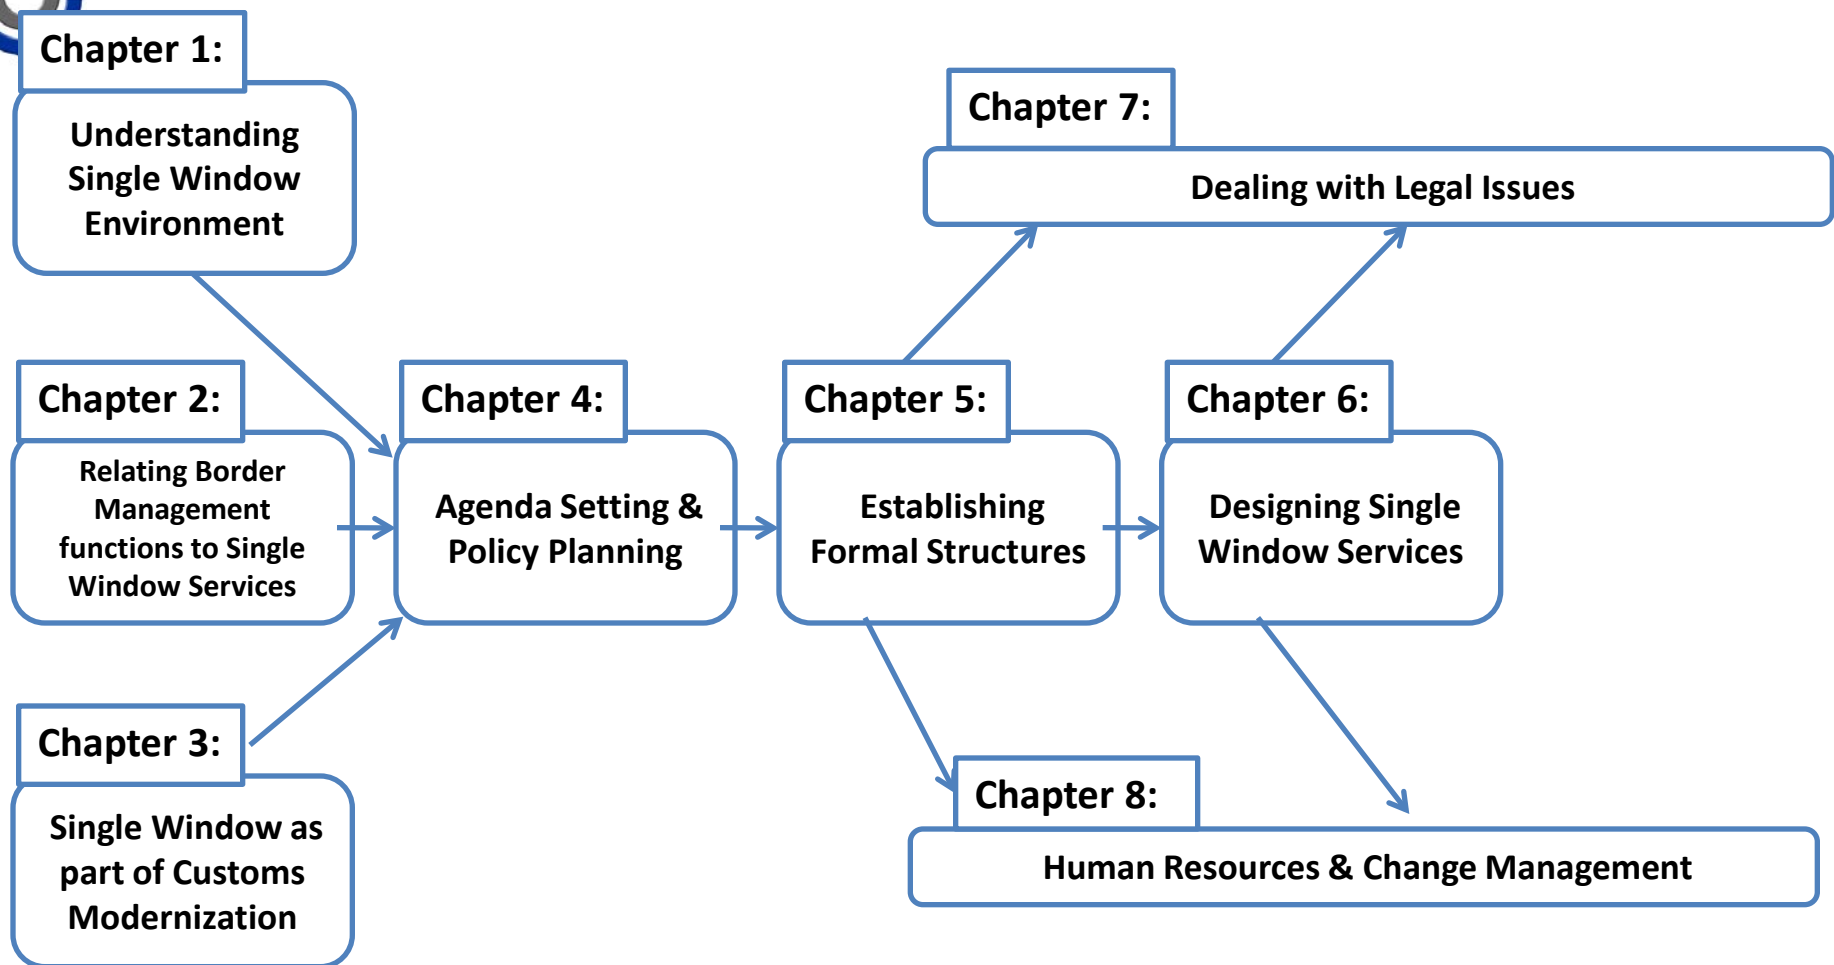 Chapter 1:
Understanding
Single Window
Environment
Chapter 2:
Relating Border
Management
functions to Single
Window Services
Chapter 3:
Single Window as
part of Customs
Modernization
Chapter 4:
Agenda Setting &
Policy Planning
Chapter 5:
Establishing
Formal Structures
Chapter 6:
Designing Single
Window Services
Chapter 7:
Dealing with Legal Issues
Chapter 8:
Human Resources & Change Management